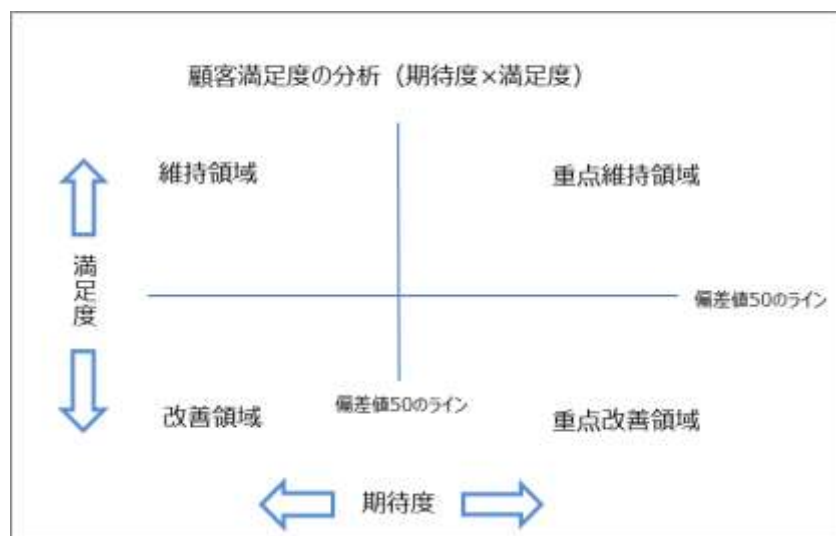 顧客満足度の分析（期待度×満足度）
維持領域
重点維持領域
満足度
偏差値50のライン
改善領域
偏差値50のライン
重点改善領域
期待度